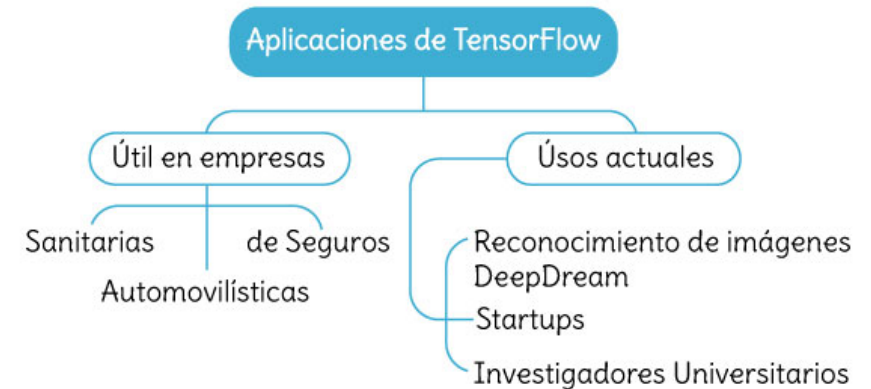 Aplicaciones de TensorFlow
Útil en empresas
Úsos actuales
Sanitarias
de Seguros
Automovilísticas
Reconocimiento de imágenes
DeepDream
Startups
Investigadores Universitarios